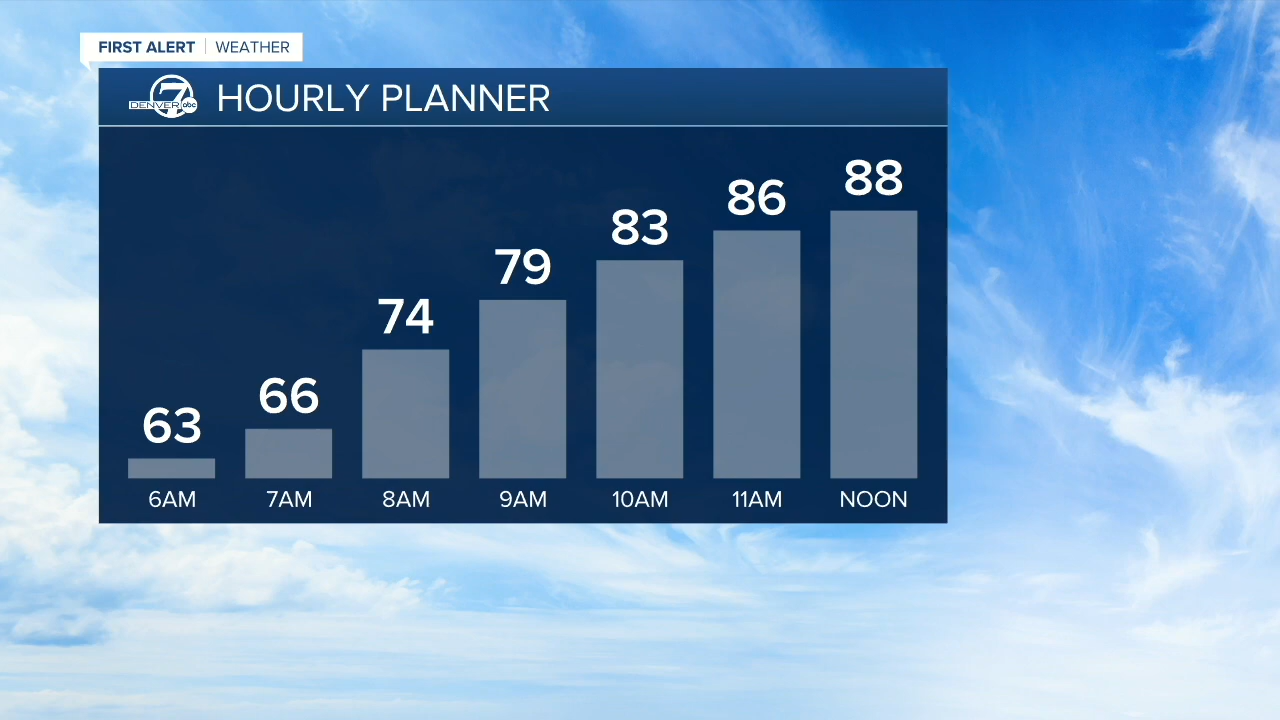 FIRST ALERT | WEATHER
7
DENVER abc
HOURLY PLANNER
63 66 74 79 83 86 88
6AM 7AM 8AM 9AM 10AM 11AM NOON